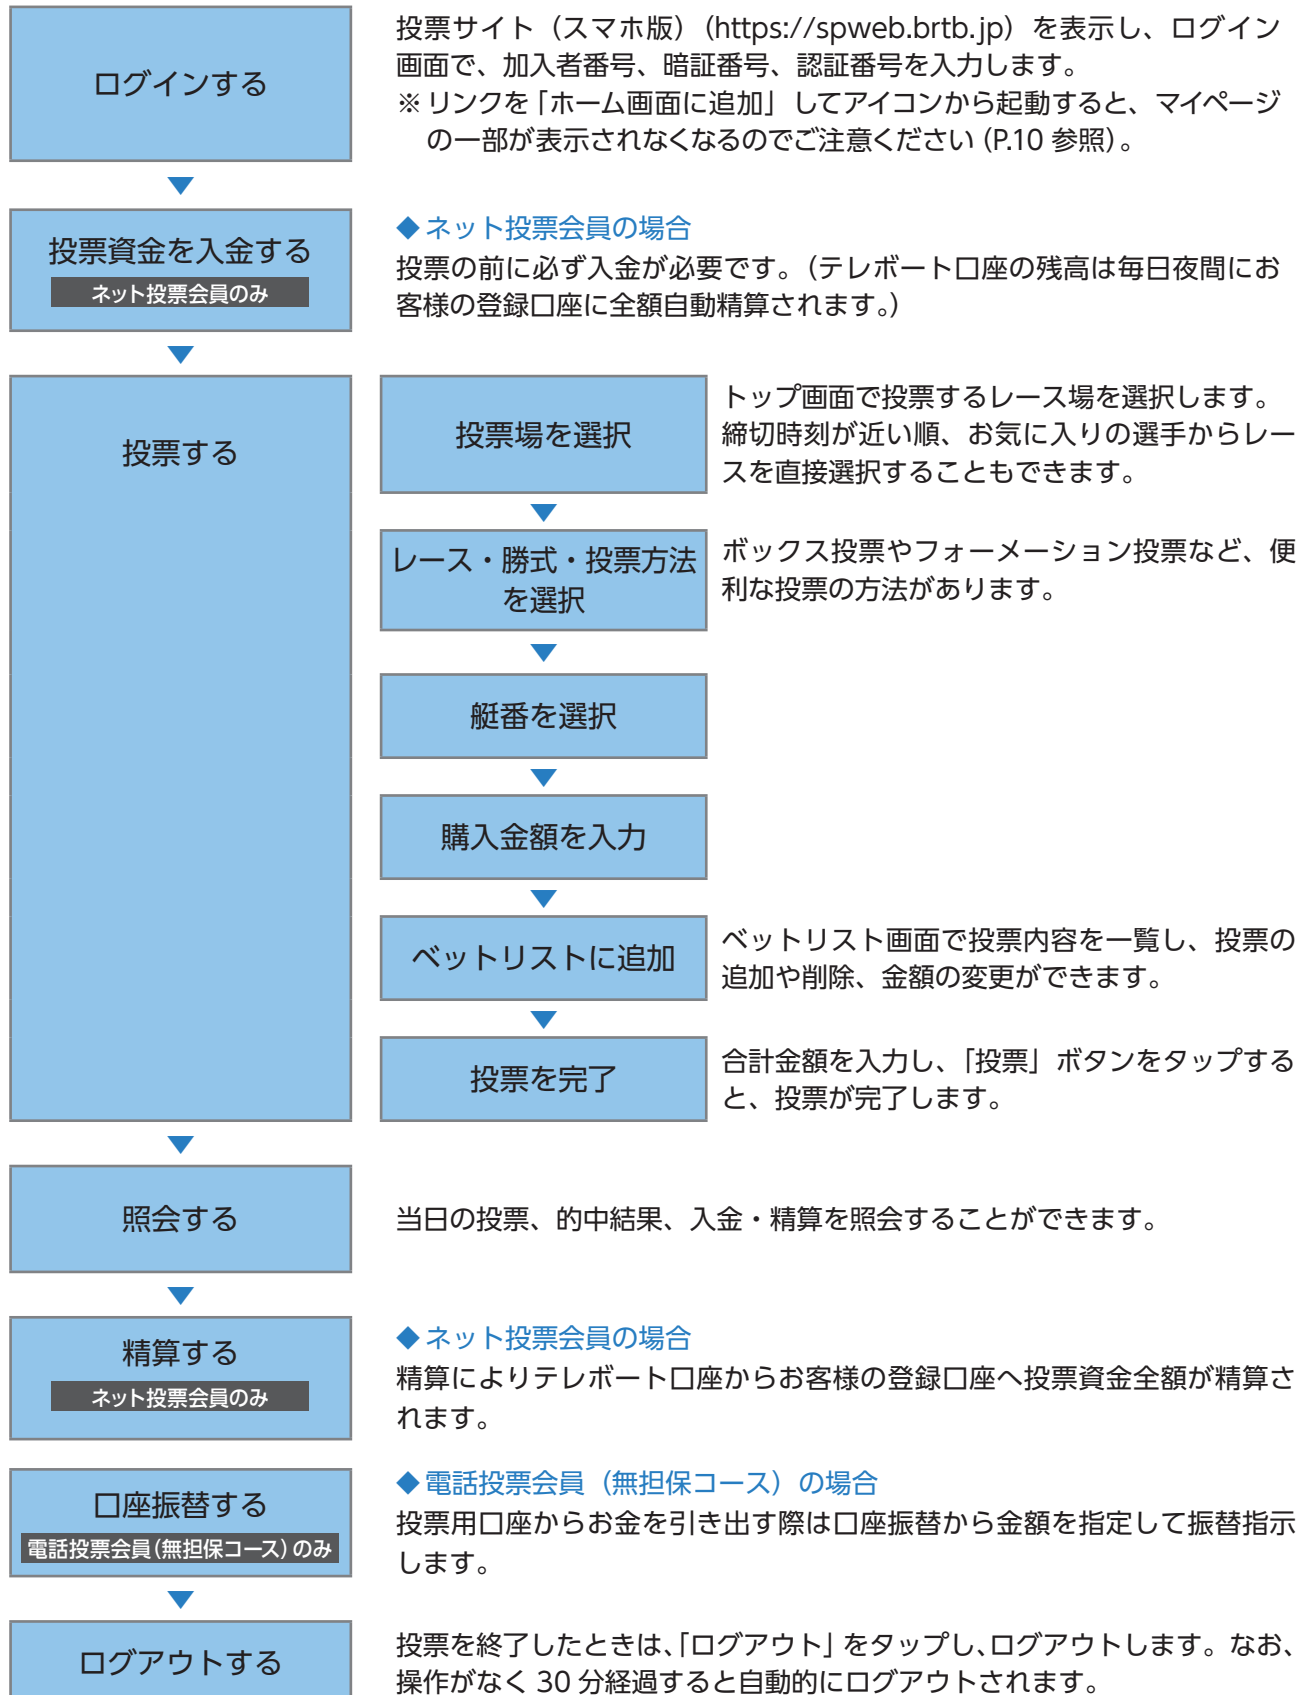 ログインする
投票サイト（スマホ版）（https://spweb.brtb.jp）を表示し、ログイン
画面で、加入者番号、暗証番号、認証番号を入力します。
※リンクを「ホーム画面に追加」してアイコンから起動すると、マイページ
の一部が表示されなくなるのでご注意ください（P.10 参照）。
投票資金を入金する
ネット投票会員のみ
◆ネット投票会員の場合
投票の前に必ず入金が必要です。（テレボート口座の残高は毎日夜間にお
客様の登録口座に全額自動精算されます。）
投票する
投票場を選択
トップ画面で投票するレース場を選択します。
締切時刻が近い順、お気に入りの選手からレー
スを直接選択することもできます。
レース・勝式・投票方法
を選択
ボックス投票やフォーメーション投票など、便
利な投票の方法があります。
艇番を選択
購入金額を入力
ベットリストに追加
ベットリスト画面で投票内容を一覧し、投票の
追加や削除、金額の変更ができます。
投票を完了
合計金額を入力し、「投票」ボタンをタップする
と、投票が完了します。
照会する
当日の投票、的中結果、入金・精算を照会することができます。
精算する
ネット投票会員のみ
◆ネット投票会員の場合
精算によりテレボート口座からお客様の登録口座へ投票資金全額が精算さ
れます。
口座振替する
電話投票会員（無担保コース）のみ
◆電話投票会員（無担保コース）の場合
投票用口座からお金を引き出す際は口座振替から金額を指定して振替指示
します。
ログアウトする
投票を終了したときは、「ログアウト」をタップし、ログアウトします。なお、
操作がなく 30 分経過すると自動的にログアウトされます。